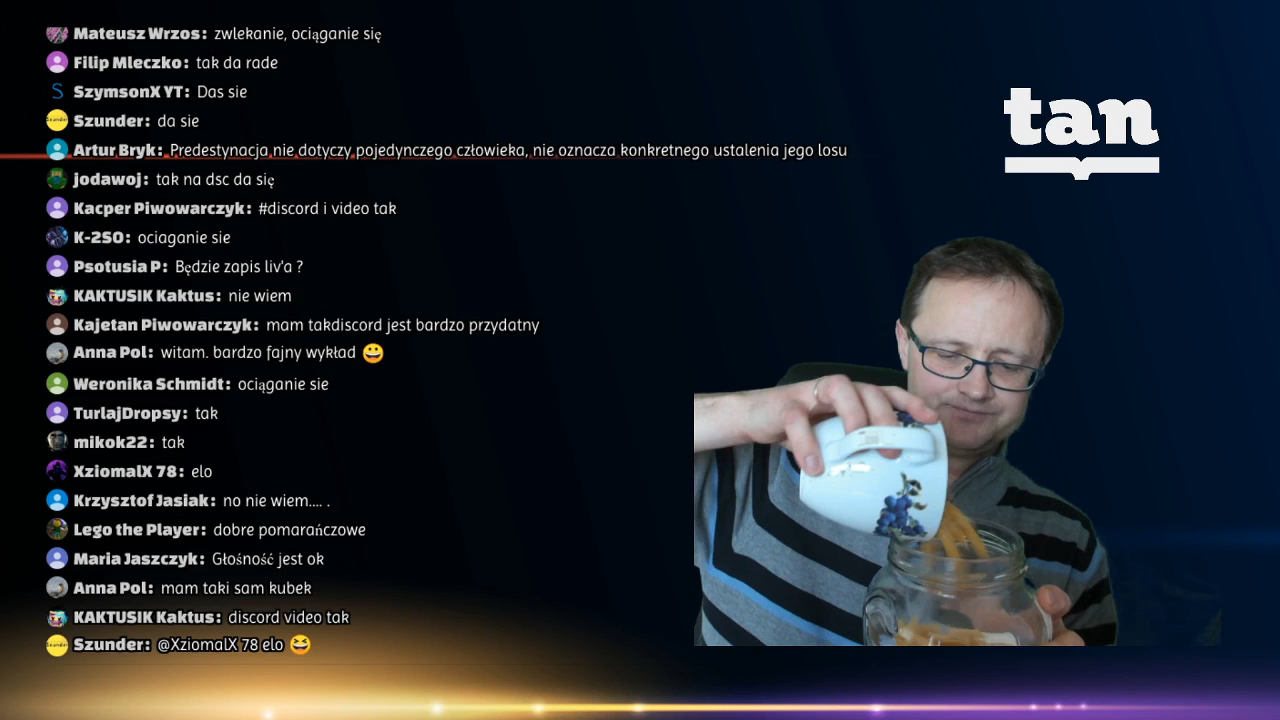 Mateusz Wrzos: zwlekanie, ociąganie się
Filip Mleczko: tak da rade
SzymsonX YT: Das sie
Szunder: da sie
Artur Bryk: Predestynacja nie dotyczy pojedynczego człowieka, nie oznacza konkretnego ustalenia jego losu
jodawoj: tak na dsc da się
Kacper Piwowarczyk: #discord i video tak
K-2SO: ociaganie sie
Psotusia P: Będzie zapis liv'a ?
KAKTUSIK Kaktus: nie wiem
Kajetan Piwowarczyk: mam takdiscord jest bardzo przydatny
Anna Pol: witam. bardzo fajny wykład 😀
Weronika Schmidt: ociąganie sie
TurlajDropsy: tak
mikok22: tak
XziomalX 78: elo
Krzysztof Jasiak: no nie wiem.... .
Lego the Player: dobre pomarańczowe
Maria Jaszczyk: Głośność jest ok
Anna Pol: mam taki sam kubek
KAKTUSIK Kaktus: discord video tak
Szunder: @XziomalX 78 elo 😆
tan